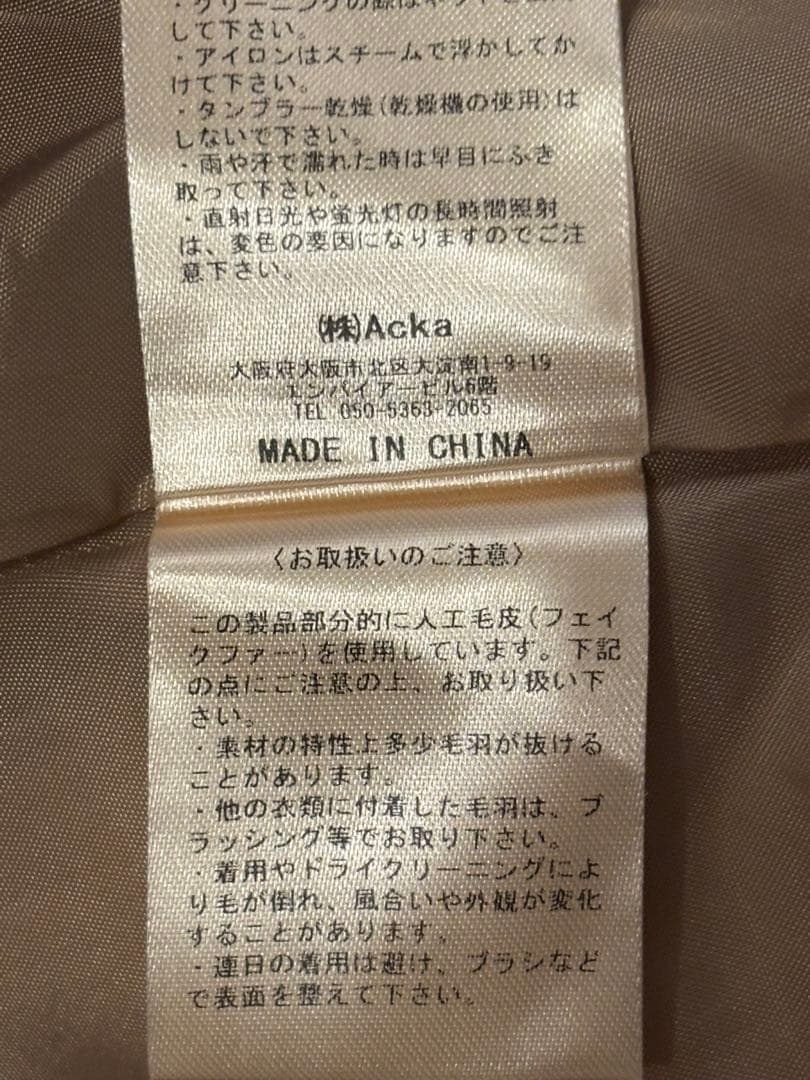 ・クリーニングの際はネットを使用
して下さい。
・アイロンはスチームで浮かしてか
けて下さい。
・タンブラー乾燥(乾燥機の使用)は
しないで下さい。
・雨や汗で濡れた時は早目にふき
取って下さい。
・直射日光や蛍光灯の長時間照射
は、変色の要因になりますのでご注
意下さい。
㈱Acka
大阪府大阪市北区大淀南1-9-19
エンパイアービル6階
TEL 050-5363-2065
MADE IN CHINA
〈お取扱いのご注意〉
この製品部分的に人工毛皮(フェイ
クファー)を使用しています。下記
の点にご注意の上、お取り扱い下
さい。
・素材の特性上多少毛羽が抜ける
ことがあります。
・他の衣類に付着した毛羽は、ブ
ラッシング等でお取り下さい。
・着用やドライクリーニングによ
り毛が倒れ、風合いや外観が変化
することがあります。
・連日の着用は避け、ブラシなど
で表面を整えて下さい。